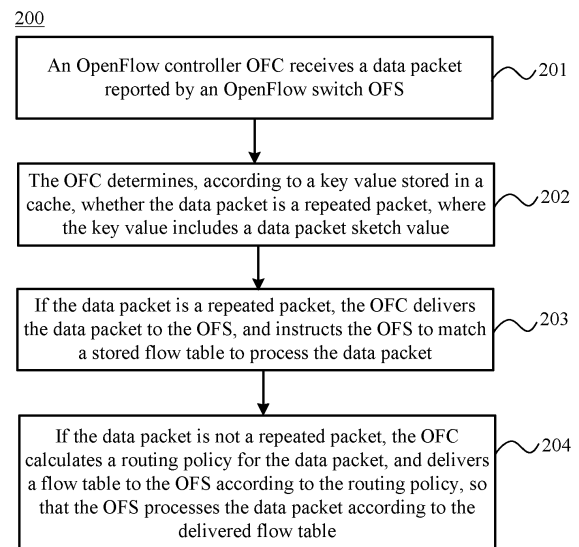 200
An OpenFlow controller OFC receives a data packet
reported by an OpenFlow switch OFS
201
The OFC determines, according to a key value stored in a
cache, whether the data packet is a repeated packet, where
the key value includes a data packet sketch value
202
If the data packet is a repeated packet, the OFC delivers
the data packet to the OFS, and instructs the OFS to match
a stored flow table to process the data packet
203
If the data packet is not a repeated packet, the OFC
calculates a routing policy for the data packet, and delivers
a flow table to the OFS according to the routing policy, so
that the OFS processes the data packet according to the
delivered flow table
204